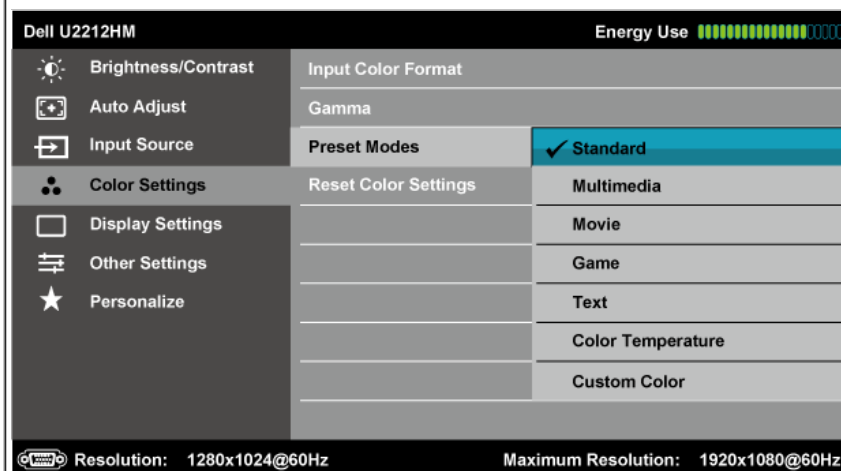 Dell U2212HM Energy Use
Brightness/Contrast Input Color Format
Auto Adjust Gamma
Input Source Preset Modes Standard
Color Settings Reset Color Settings Multimedia
Display Settings Movie
Other Settings Game
Personalize Text
Color Temperature
Custom Color
Resolution: 1280x1024@60Hz Maximum Resolution: 1920x1080@60Hz